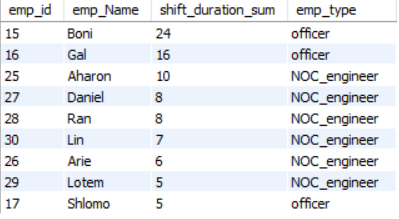 emp_id emp_Name shift_duration_sum emp_type
15 Boni 24 officer
16 Gal 16 officer
25 Aharon 10 NOC_engineer
27 Daniel 8 NOC_engineer
28 Ran 8 NOC_engineer
30 Lin 7 NOC_engineer
26 Arie 6 NOC_engineer
29 Lotem 5 NOC_engineer
17 Shlomo 5 officer